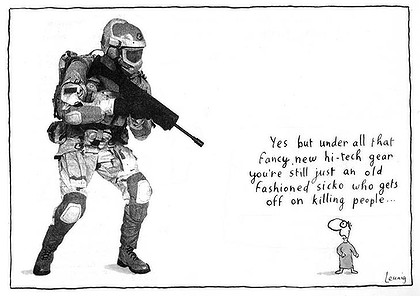 Yes but under all that
fancy new hi-tech gear
you're still just an old
fashioned sicko who gets
off on killing people...
Leunig